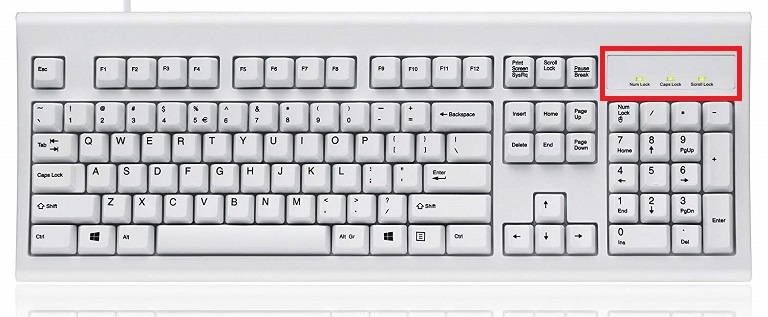 Esc F1 F2 F3 F4 F5 F6 F7 F8 F9 F10 F11 F12 Print Screen SysRq Scroll Lock Pause Break
Num Lock Caps Lock Scroll Lock
~ ! @ # $ % & * ( ) +
\ 1 2 3 4 5 € 6 7 8 9 0 - = ← Backspace Insert Home Page Up Num Lock / * -
Tab Q W E R T Y U I O P { [ } ] | \ Delete End Page Down 7 Home 8 ↑ 9 PgUp +
Caps Lock A S D F G H J K L : ; " ' Enter 4 ← 5 6 →
Shift Z X C V B N M < , > . ? / Shift ↑ 1 End 2 ↓ 3 PgDn Enter
Ctrl Alt Alt Gr Ctrl ← ↓ → 0 Ins . Del